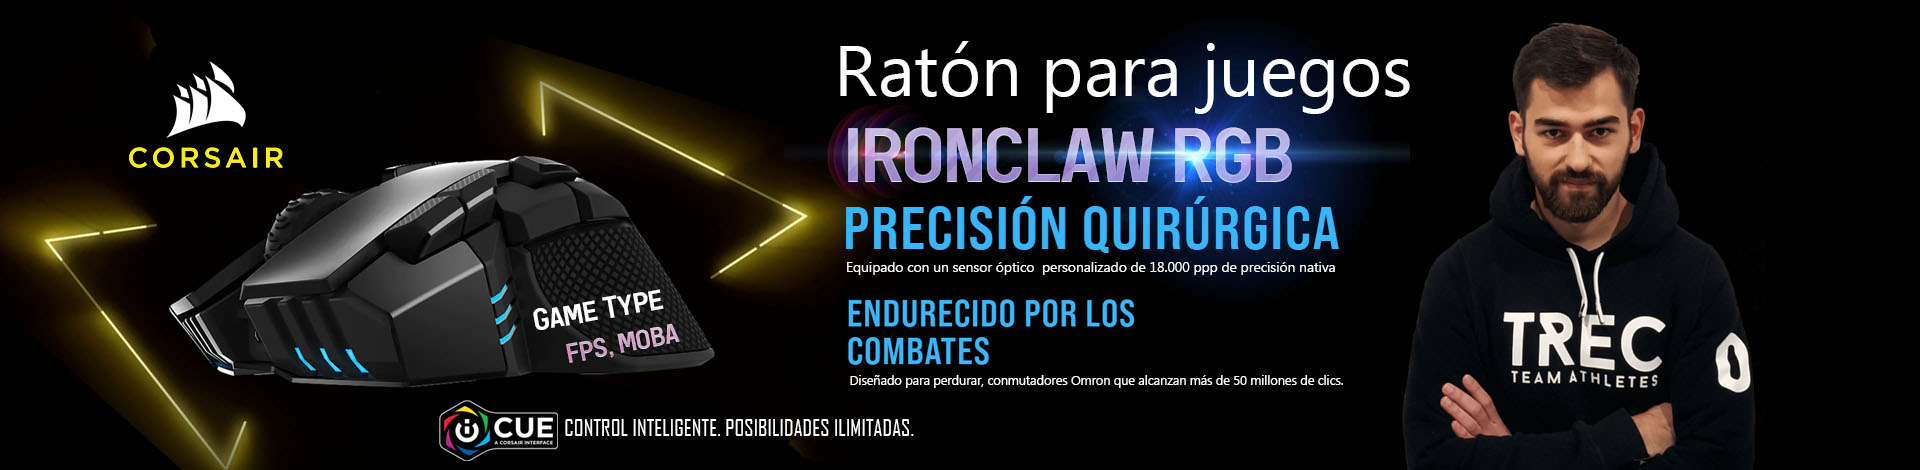 CORSAIR
Ratón para juegos
IRONCLAW RGB
PRECISIÓN QUIRÚRGICA
Equipado con un sensor óptico personalizado de 18.000 ppp de precisión nativa
GAME TYPE
FPS, MOBA
ENDURECIDO POR LOS
COMBATES
Diseñado para perdurar, conmutadores Omron que alcanzan más de 50 millones de clics.
iCUE
A CORSAIR INTERFACE
CONTROL INTELIGENTE. POSIBILIDADES ILIMITADAS.
TREC
TEAM ATHLETES
0